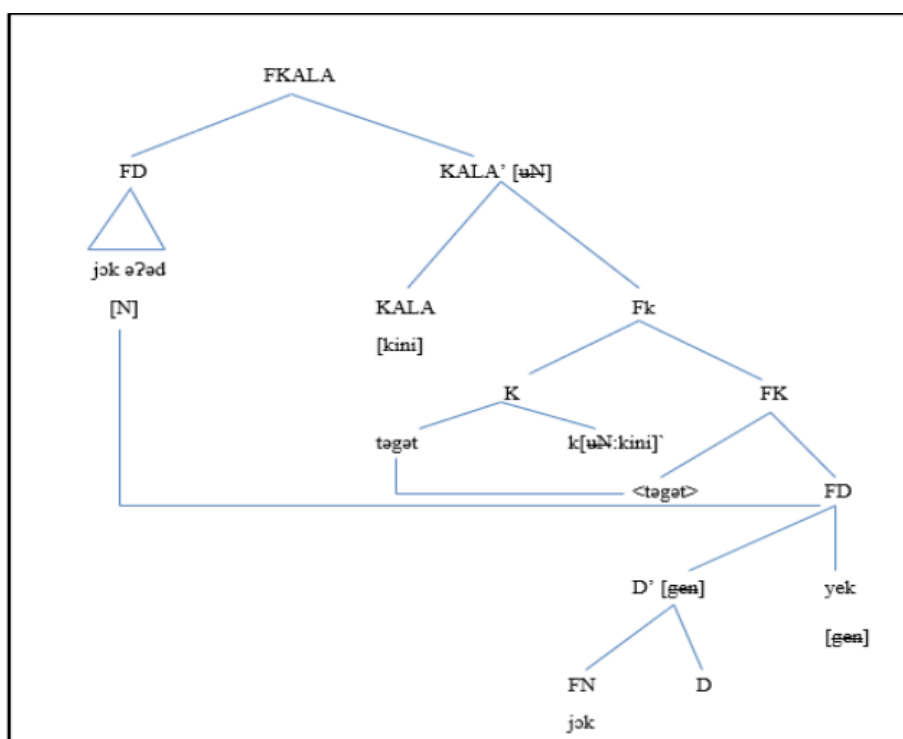 FKALA
FD KALA’ [uN]
jɔk əʔəd
[N] KALA Fk
[kini]
K FK
təgət k[uN:kini]`
<təgət> FD
D’ [gen] yek
[gen]
FN D
jɔk